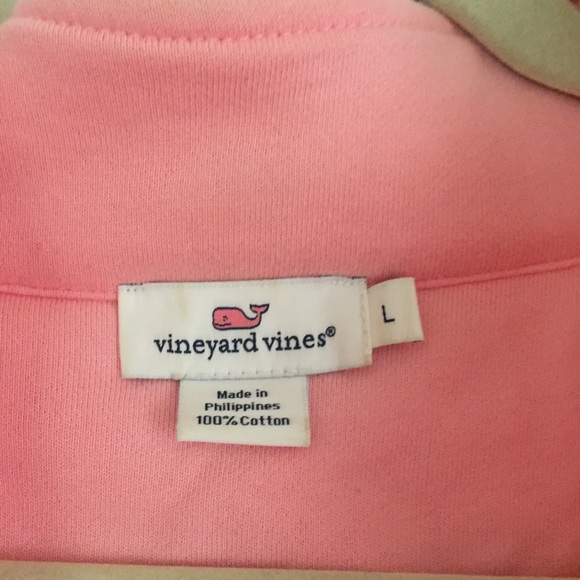 vineyard vines®
L
Made in
Philippines
100% Cotton